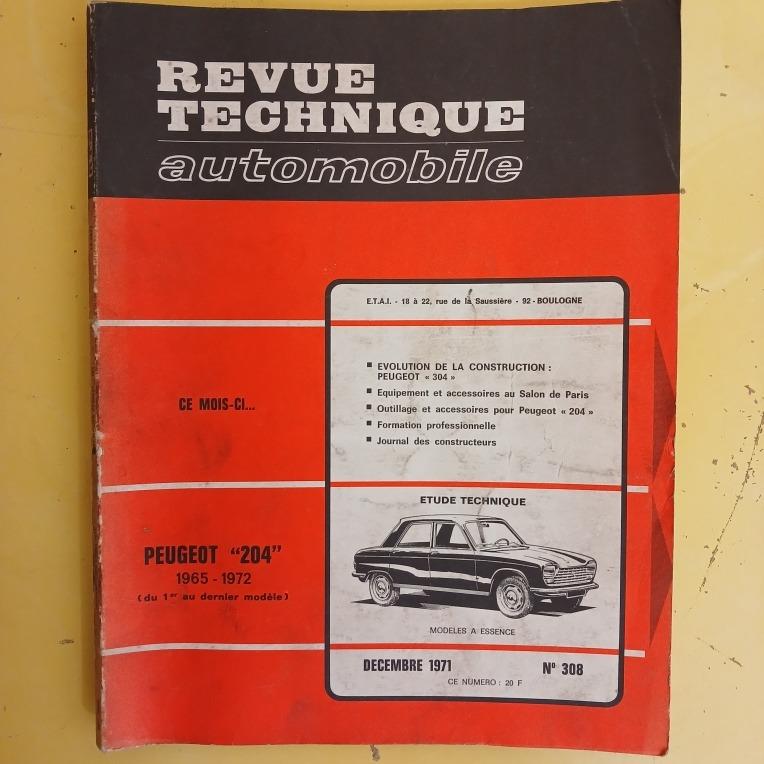 REVUE
TECHNIQUE
automobile
E.T.A.I. - 18 à 22, rue de la Saussière - 92 - BOULOGNE
CE MOIS-CI...
■ EVOLUTION DE LA CONSTRUCTION :
PEUGEOT « 304 »
■ Equipement et accessoires au Salon de Paris
■ Outillage et accessoires pour Peugeot « 204 »
■ Formation professionnelle
■ Journal des constructeurs
PEUGEOT “204”
1965 - 1972
(du 1er au dernier modèle)
ETUDE TECHNIQUE
MODELES A ESSENCE
DECEMBRE 1971 N° 308
CE NUMERO : 20 F